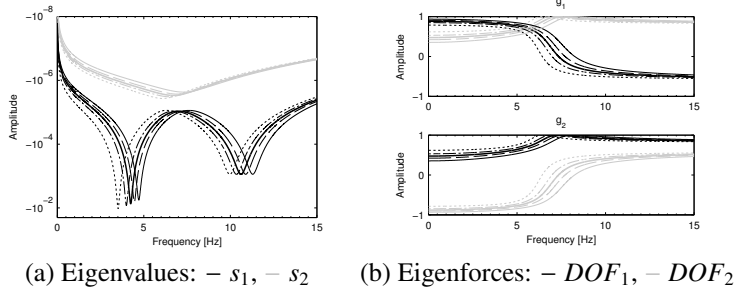 −10⁻⁸
−10⁻⁶
−10⁻⁴
−10⁻²
Amplitude
0
5
10
15
Frequency [Hz]
(a) Eigenvalues: − s₁, − s₂
g₁
1
0
−1
Amplitude
0
5
10
15
g₂
1
0
−1
Amplitude
0
5
10
15
Frequency [Hz]
(b) Eigenforces: − DOF₁, − DOF₂